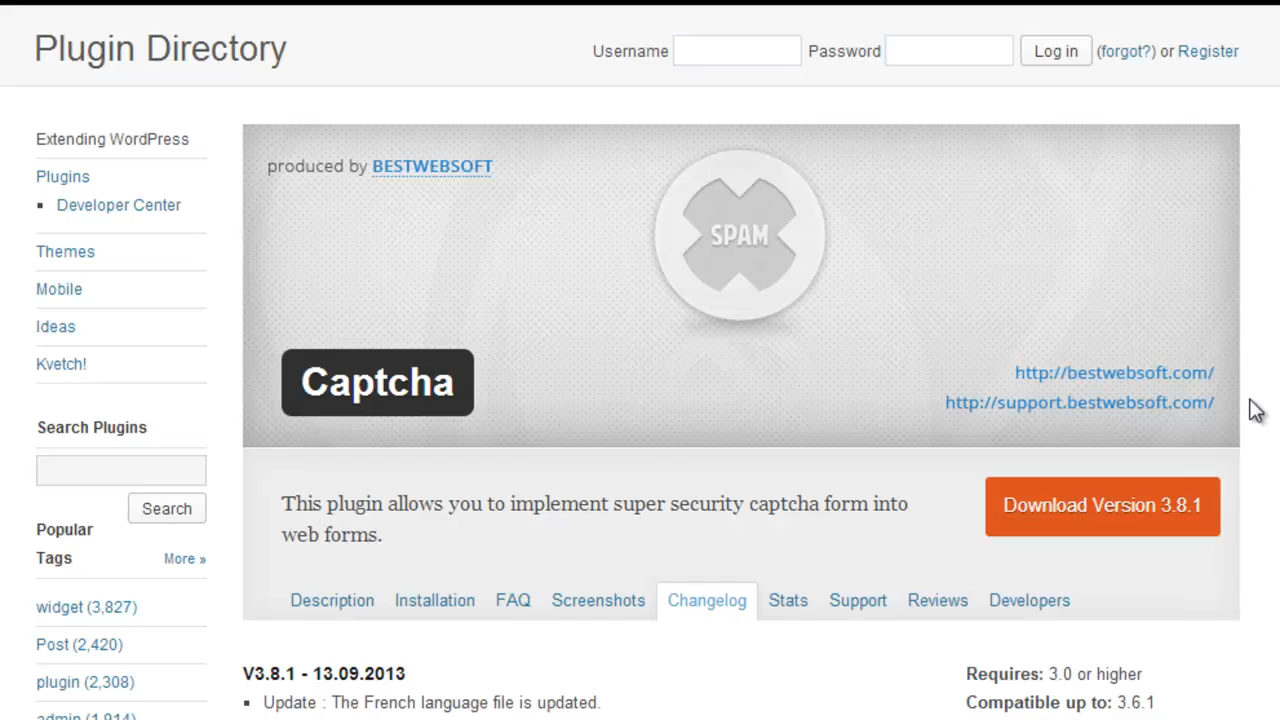 Plugin Directory
Username
Password
Log in
(forgot?) or Register
Extending WordPress
Plugins
Developer Center
Themes
Mobile
Ideas
Kvetch!
Search Plugins
Search
Popular
Tags
More »
widget (3,827)
Post (2,420)
plugin (2,308)
admin (1,914)
produced by BESTWEBSOFT
SPAM
Captcha
http://bestwebsoft.com/
http://support.bestwebsoft.com/
This plugin allows you to implement super security captcha form into
web forms.
Download Version 3.8.1
Description Installation FAQ Screenshots Changelog Stats Support Reviews Developers
V3.8.1 - 13.09.2013
Update : The French language file is updated.
Requires: 3.0 or higher
Compatible up to: 3.6.1